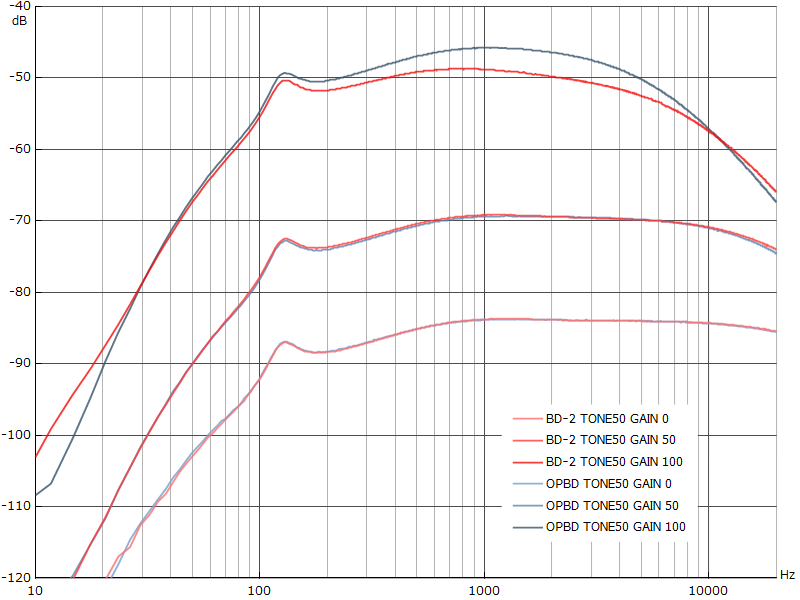 -40
dB
-50
-60
-70
-80
-90
-100
-110
-120
BD-2 TONE50 GAIN 0
BD-2 TONE50 GAIN 50
BD-2 TONE50 GAIN 100
OPBD TONE50 GAIN 0
OPBD TONE50 GAIN 50
OPBD TONE50 GAIN 100
Hz
10 100 1000 10000